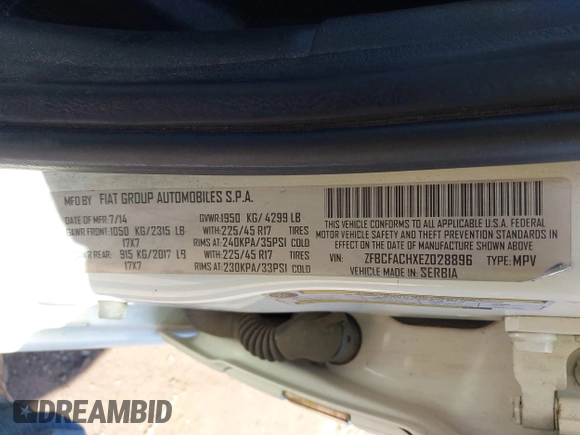 MFD BY FIAT GROUP AUTOMOBILES S.P.A.
DATE OF MFR: 7/14 GVWR: 1950 KG/ 4299 LB
GAWR FRONT: 1050 KG/2315 LB WITH: 225/45 R17 TIRES
17X7 RIMS AT: 240KPA/35PSI COLD
915 KG/2017 LB WITH: 225/45 R17 TIRES
17X7 RIMS AT: 230KPA/33PSI COLD
THIS VEHICLE CONFORMS TO ALL APPLICABLE U.S.A. FEDERAL
MOTOR VEHICLE SAFETY, BUMPER AND THEFT PREVENTION STANDARDS IN
EFFECT ON THE DATE OF MANUFACTURE SHOWN ABOVE
VIN: ZFBCFACHXEZ028896 TYPE: MPV
VEHICLE MADE IN: SERBIA
DREAMBID